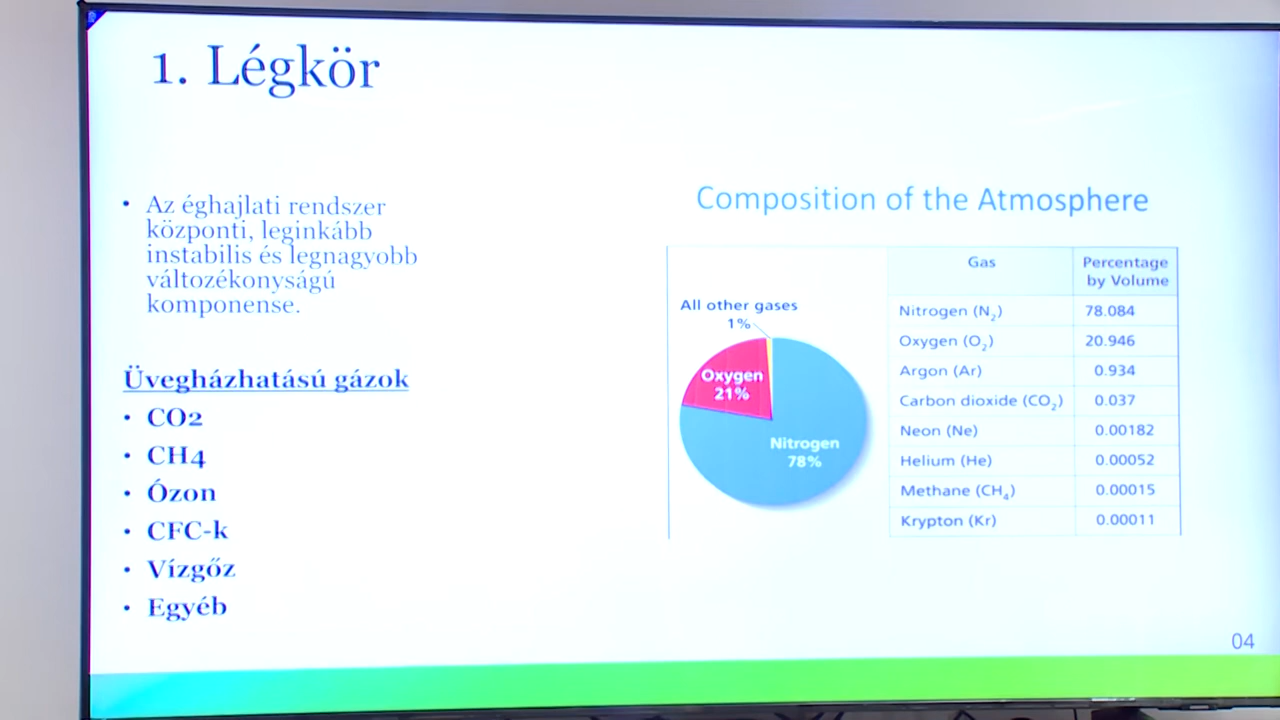 1. Légkör
• Az éghajlati rendszer
központi, leginkább
instabilis és legnagyobb
változékonyságú
komponense.
Üvegházhatású gázok
• CO2
• CH4
• Ózon
• CFC-k
• Vízgőz
• Egyéb
Composition of the Atmosphere
All other gases
1%
Oxygen
21%
Nitrogen
78%
Gas Percentage
by Volume
Nitrogen (N₂) 78.084
Oxygen (O₂) 20.946
Argon (Ar) 0.934
Carbon dioxide (CO₂) 0.037
Neon (Ne) 0.00182
Helium (He) 0.00052
Methane (CH₄) 0.00015
Krypton (Kr) 0.00011
04